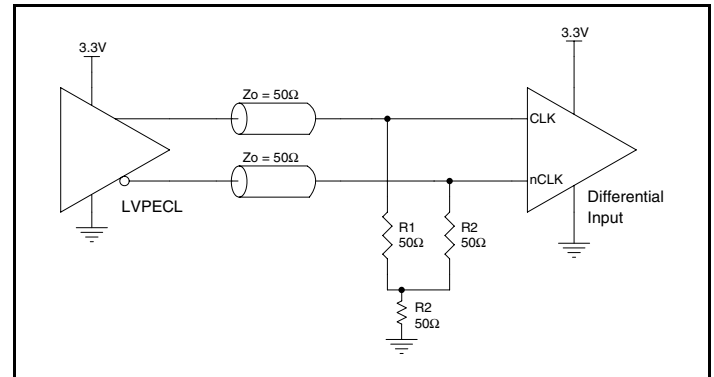 3.3V
3.3V
Zo = 50Ω
CLK
Zo = 50Ω
nCLK
LVPECL
Differential
Input
R1
50Ω
R2
50Ω
R2
50Ω